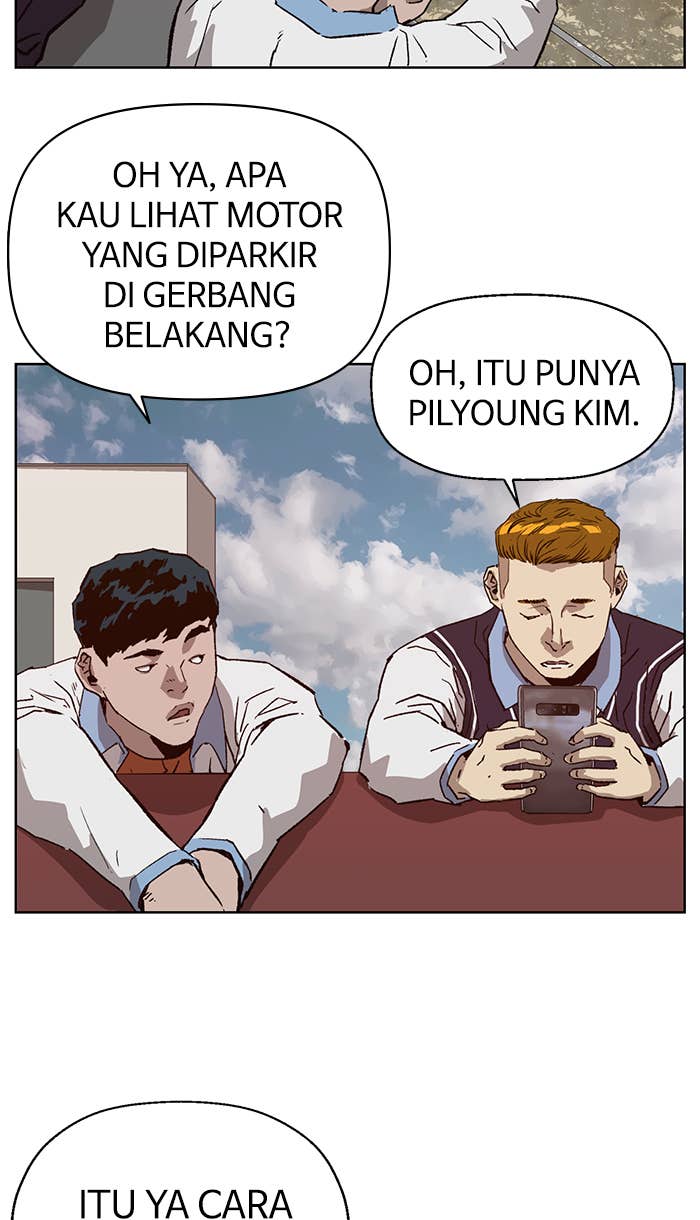 OH YA, APA
KAU LIHAT MOTOR
YANG DIPARKIR
DI GERBANG
BELAKANG?
OH, ITU PUNYA
PILYOUNG KIM.
ITU YA CARA